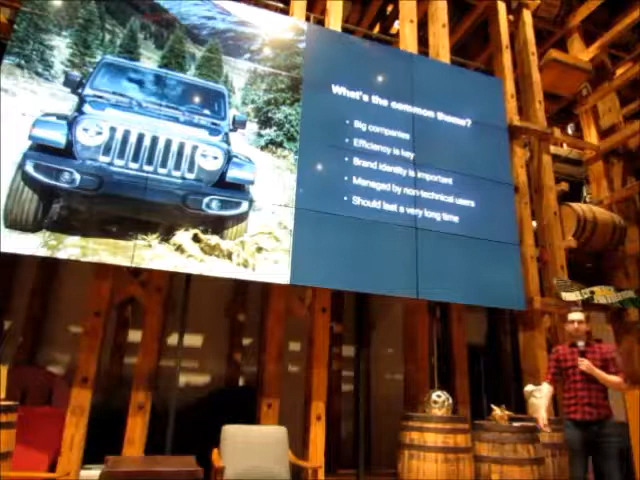 What's the common theme?
• Big companies
• Efficiency is key
• Brand identity is important
• Managed by non-technical users
• Should last a very long time